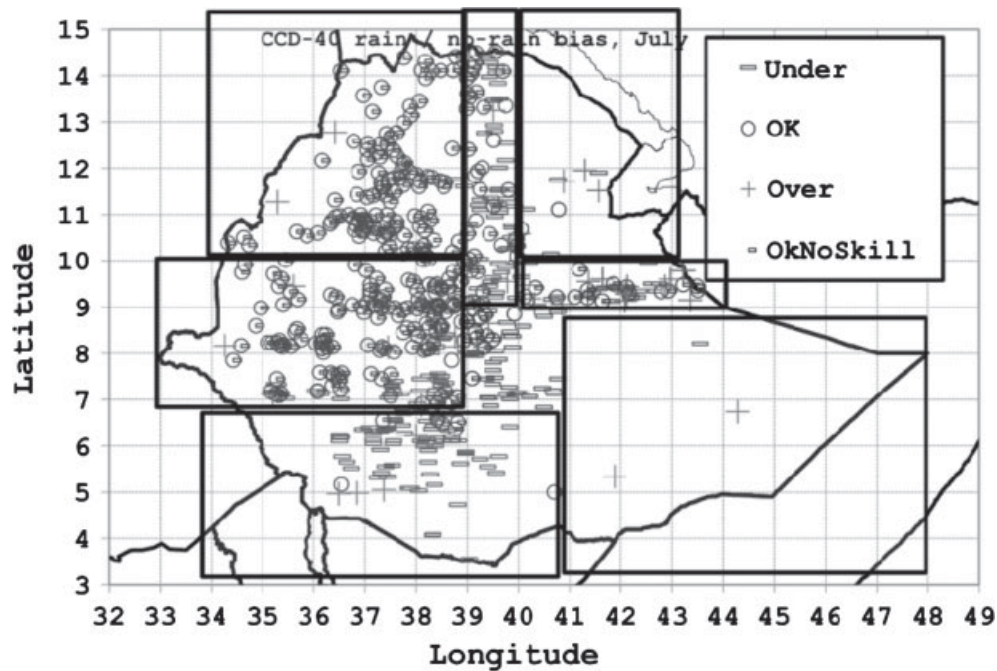 CCD-40 rain / no-rain bias, July
15
14
13
12
11
10
9
8
7
6
5
4
3
Latitude
32 33 34 35 36 37 38 39 40 41 42 43 44 45 46 47 48 49
Longitude
Under
OK
Over
OkNoSkill